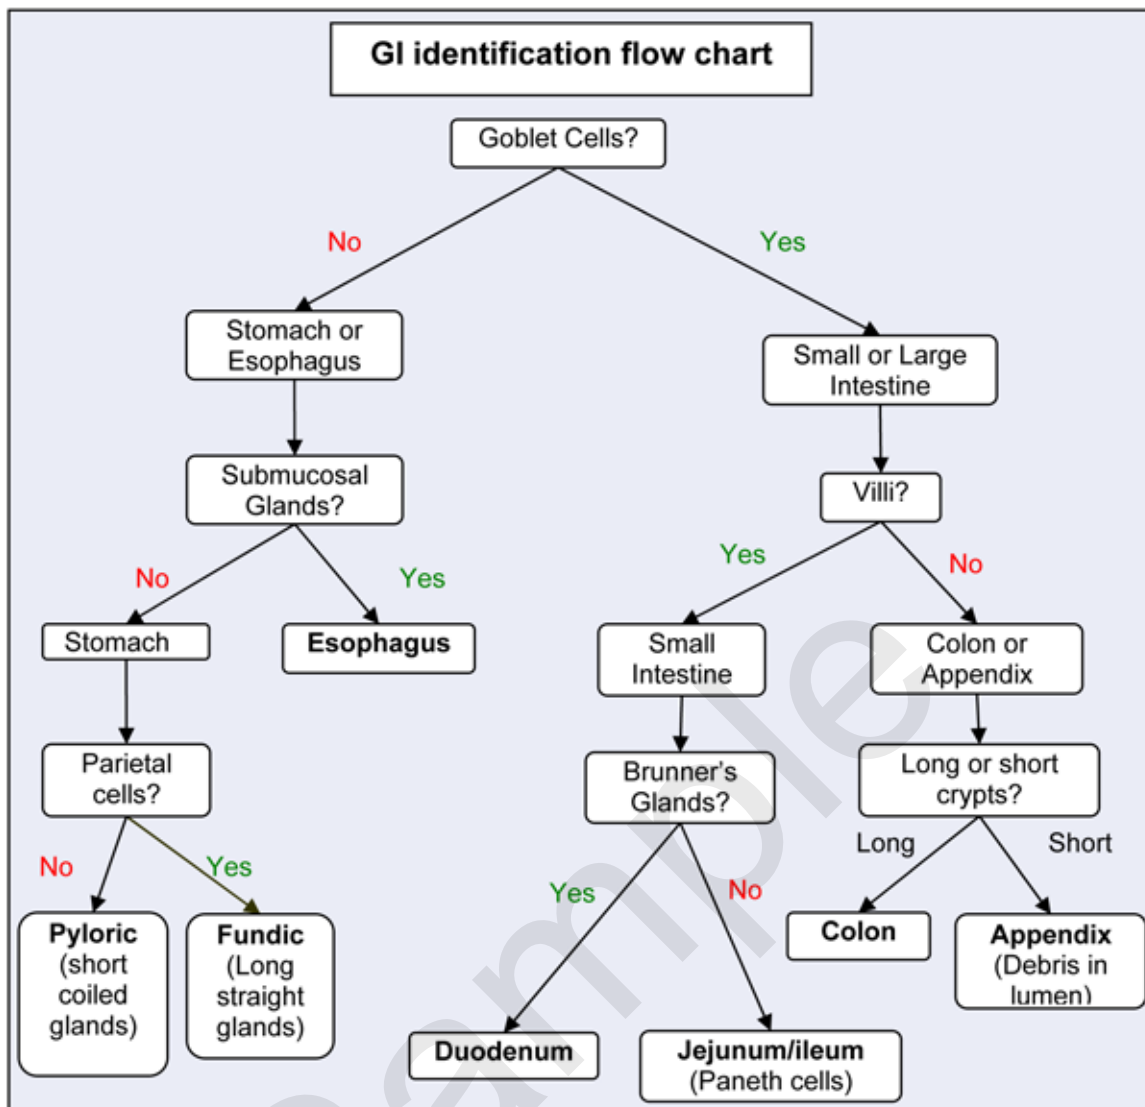 GI identification flow chart
Goblet Cells?
No
Yes
Stomach or
Esophagus
Small or Large
Intestine
Submucosal
Glands?
Villi?
No
Yes
Yes
No
Stomach
Esophagus
Small
Intestine
Colon or
Appendix
Parietal
cells?
Brunner's
Glands?
Long or short
crypts?
No
Yes
Yes
No
Long
Short
Pyloric
(short
coiled
glands)
Fundic
(Long
straight
glands)
Colon
Appendix
(Debris in
lumen)
Duodenum
Jejunum/ileum
(Paneth cells)
Sample